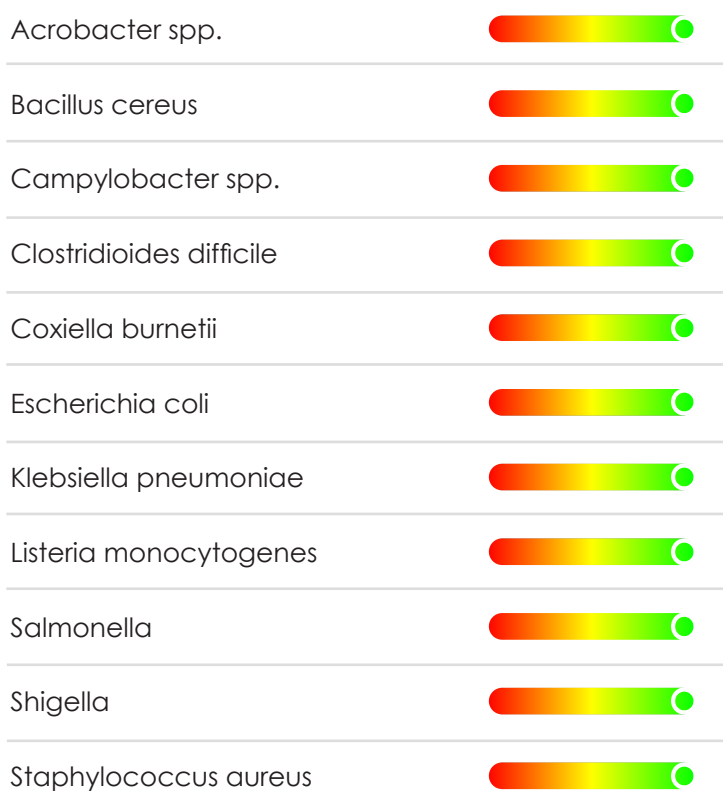 Acrobacter spp.
Bacillus cereus
Campylobacter spp.
Clostridioides difficile
Coxiella burnetii
Escherichia coli
Klebsiella pneumoniae
Listeria monocytogenes
Salmonella
Shigella
Staphylococcus aureus